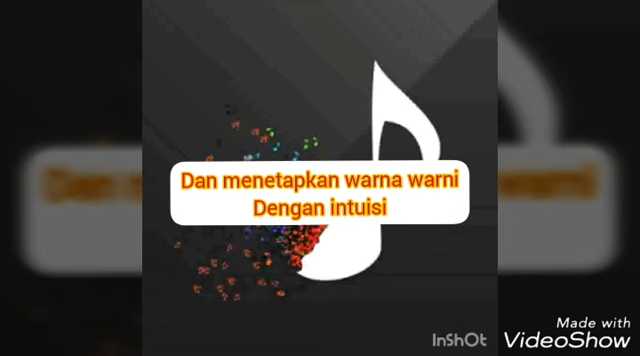 Dan menetapkan warna warni
Dengan intuisi
InShOt
Made with
VideoShow